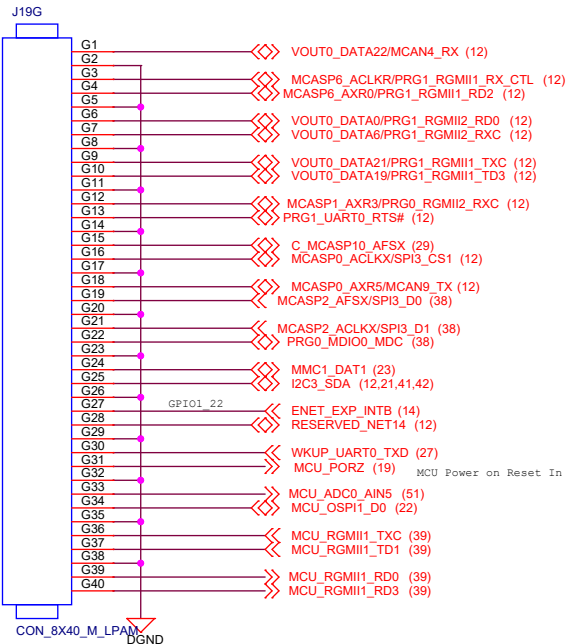 J19G
G1 VOUT0_DATA22/MCAN4_RX (12)
G2
G3 MCASP6_ACLKR/PRG1_RGMII1_RX_CTL (12)
G4 MCASP6_AXR0/PRG1_RGMII1_RD2 (12)
G5
G6 VOUT0_DATA0/PRG1_RGMII2_RD0 (12)
G7 VOUT0_DATA6/PRG1_RGMII2_RXC (12)
G8
G9 VOUT0_DATA21/PRG1_RGMII1_TXC (12)
G10 VOUT0_DATA19/PRG1_RGMII1_TD3 (12)
G11
G12 MCASP1_AXR3/PRG0_RGMII2_RXC (12)
G13 PRG1_UART0_RTS# (12)
G14
G15 C_MCASP10_AFSX (29)
G16 MCASP0_ACLKX/SPI3_CS1 (12)
G17
G18 MCASP0_AXR5/MCAN9_TX (12)
G19 MCASP2_AFSX/SPI3_D0 (38)
G20
G21 MCASP2_ACLKX/SPI3_D1 (38)
G22 PRG0_MDIO0_MDC (38)
G23
G24 MMC1_DAT1 (23)
G25 I2C3_SDA (12,21,41,42)
G26
G27 GPIO1_22 ENET_EXP_INTB (14)
G28 RESERVED_NET14 (12)
G29
G30 WKUP_UART0_TXD (27)
G31 MCU_PORZ (19) MCU Power on Reset In
G32
G33 MCU_ADC0_AIN5 (51)
G34 MCU_OSPI1_D0 (22)
G35
G36 MCU_RGMII1_TXC (39)
G37 MCU_RGMII1_TD1 (39)
G38
G39 MCU_RGMII1_RD0 (39)
G40 MCU_RGMII1_RD3 (39)
CON_8X40_M_LPAM
DGND